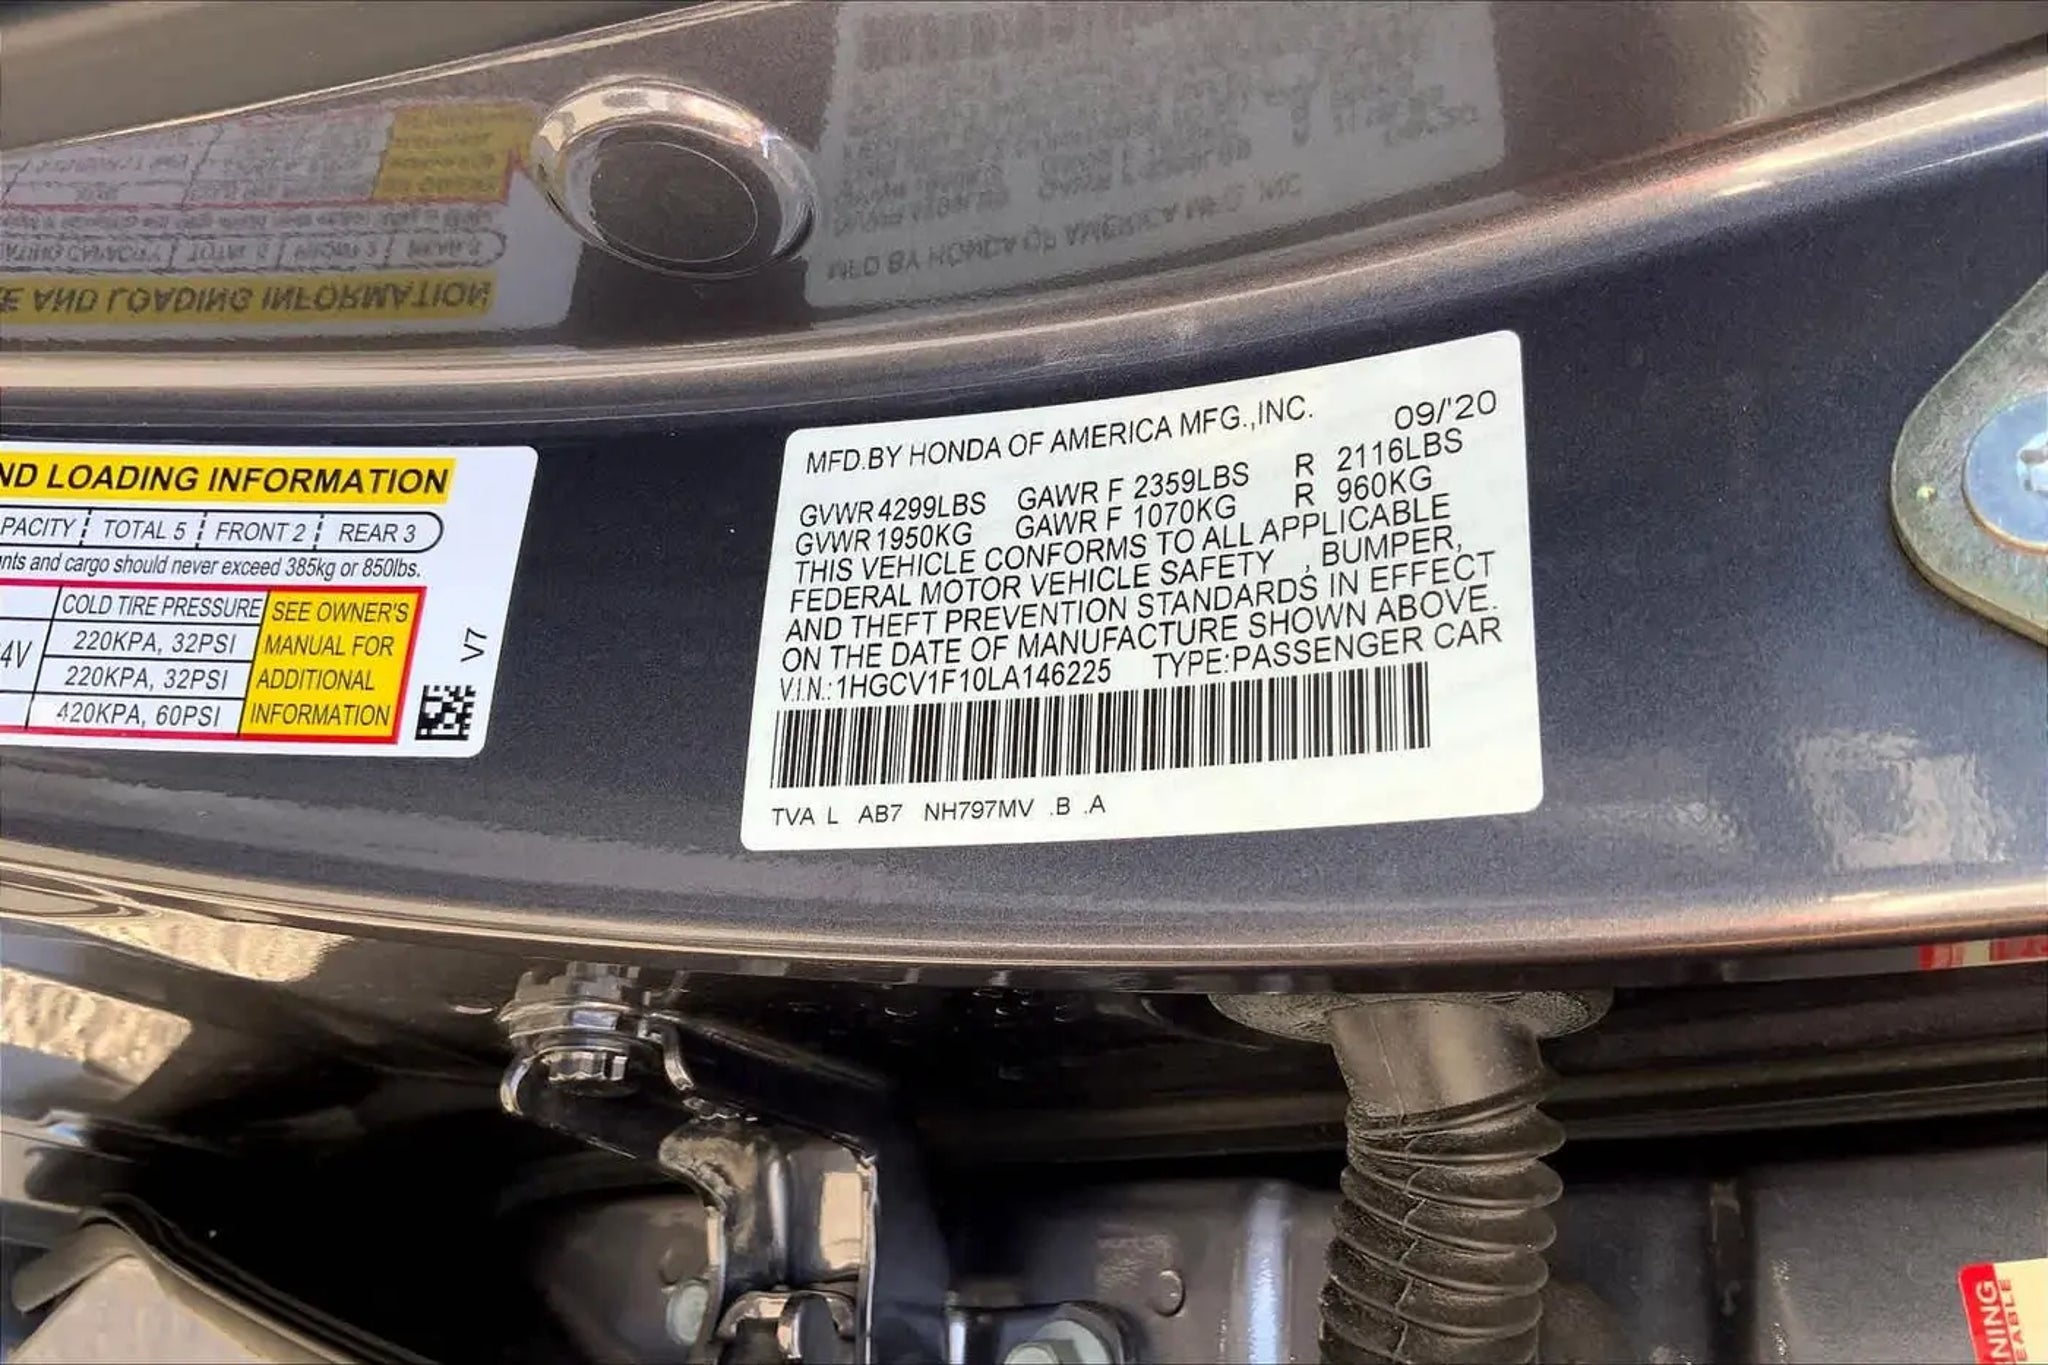 ND LOADING INFORMATION
PACITY TOTAL 5 FRONT 2 REAR 3
nts and cargo should never exceed 385kg or 850lbs.
COLD TIRE PRESSURE
4V
220KPA, 32PSI
220KPA, 32PSI
420KPA, 60PSI
SEE OWNER'S
MANUAL FOR
ADDITIONAL
INFORMATION
V7
MFD.BY HONDA OF AMERICA MFG.,INC. 09/'20
GVWR 4299LBS GAWR F 2359LBS R 2116LBS
GVWR 1950KG GAWR F 1070KG R 960KG
THIS VEHICLE CONFORMS TO ALL APPLICABLE
FEDERAL MOTOR VEHICLE SAFETY , BUMPER,
AND THEFT PREVENTION STANDARDS IN EFFECT
ON THE DATE OF MANUFACTURE SHOWN ABOVE.
V.I.N.:1HGCV1F10LA146225 TYPE:PASSENGER CAR
TVA L AB7 NH797MV .B .A
NING
EABLE